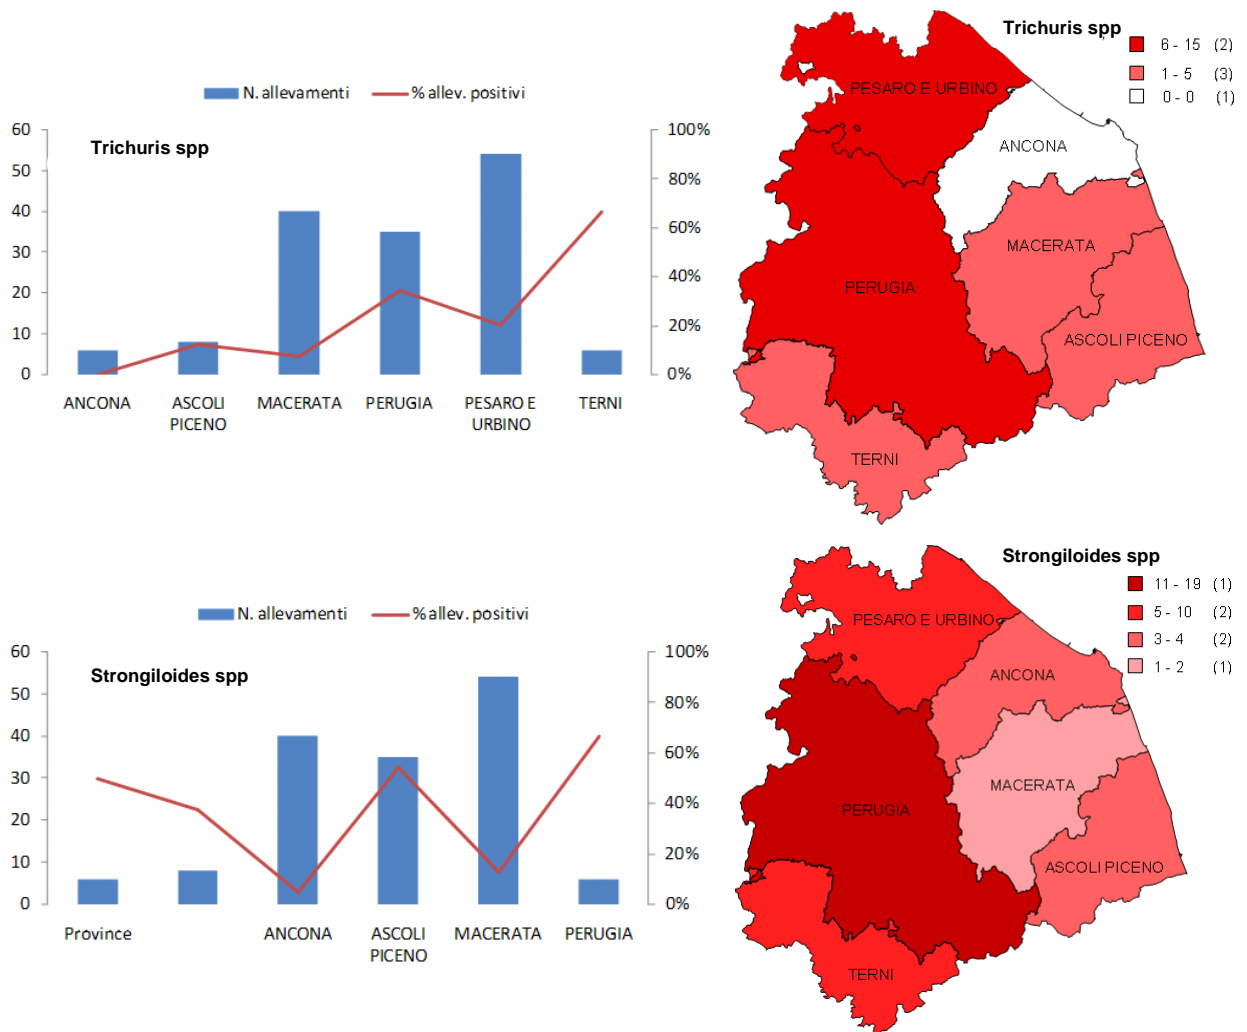 N. allevamenti % allev. positivi
Trichuris spp
60
50
40
30
20
10
0
100%
80%
60%
40%
20%
0%
ANCONA ASCOLI PICENO MACERATA PERUGIA PESARO E URBINO TERNI
Trichuris spp
6 - 15 (2)
1 - 5 (3)
0 - 0 (1)
PESARO E URBINO
ANCONA
MACERATA
PERUGIA
ASCOLI PICENO
TERNI
N. allevamenti % allev. positivi
Strongiloides spp
60
50
40
30
20
10
0
100%
80%
60%
40%
20%
0%
Province ANCONA ASCOLI PICENO MACERATA PERUGIA
Strongiloides spp
11 - 19 (1)
5 - 10 (2)
3 - 4 (2)
1 - 2 (1)
PESARO E URBINO
ANCONA
MACERATA
PERUGIA
ASCOLI PICENO
TERNI